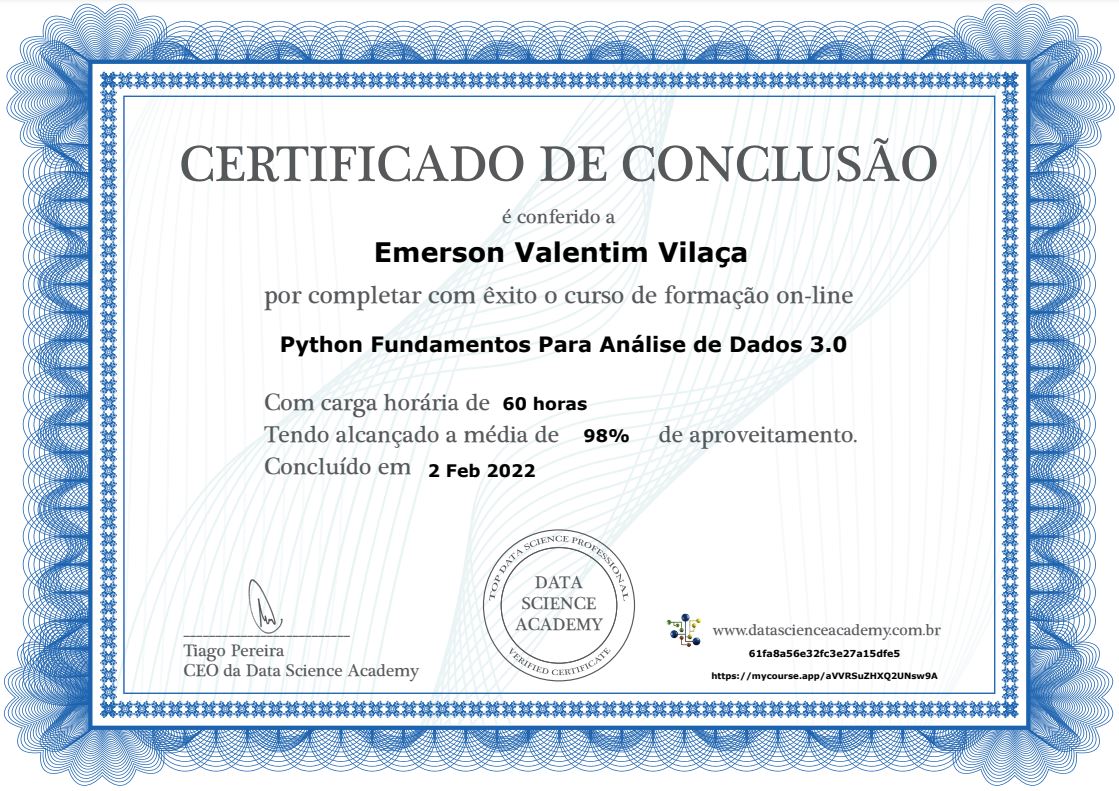 CERTIFICADO DE CONCLUSÃO
é conferido a
Emerson Valentim Vilaça
por completar com êxito o curso de formação on-line
Python Fundamentos Para Análise de Dados 3.0
Com carga horária de 60 horas
Tendo alcançado a média de 98% de aproveitamento.
Concluído em 2 Feb 2022
TOP DATA SCIENCE PROFESSIONAL
DATA
SCIENCE
ACADEMY
VERIFIED CERTIFICATE
Tiago Pereira
CEO da Data Science Academy
www.datascienceacademy.com.br
61fa8a56e32fc3e27a15dfe5
https://mycourse.app/aVVRSuZHXQ2UNsw9A